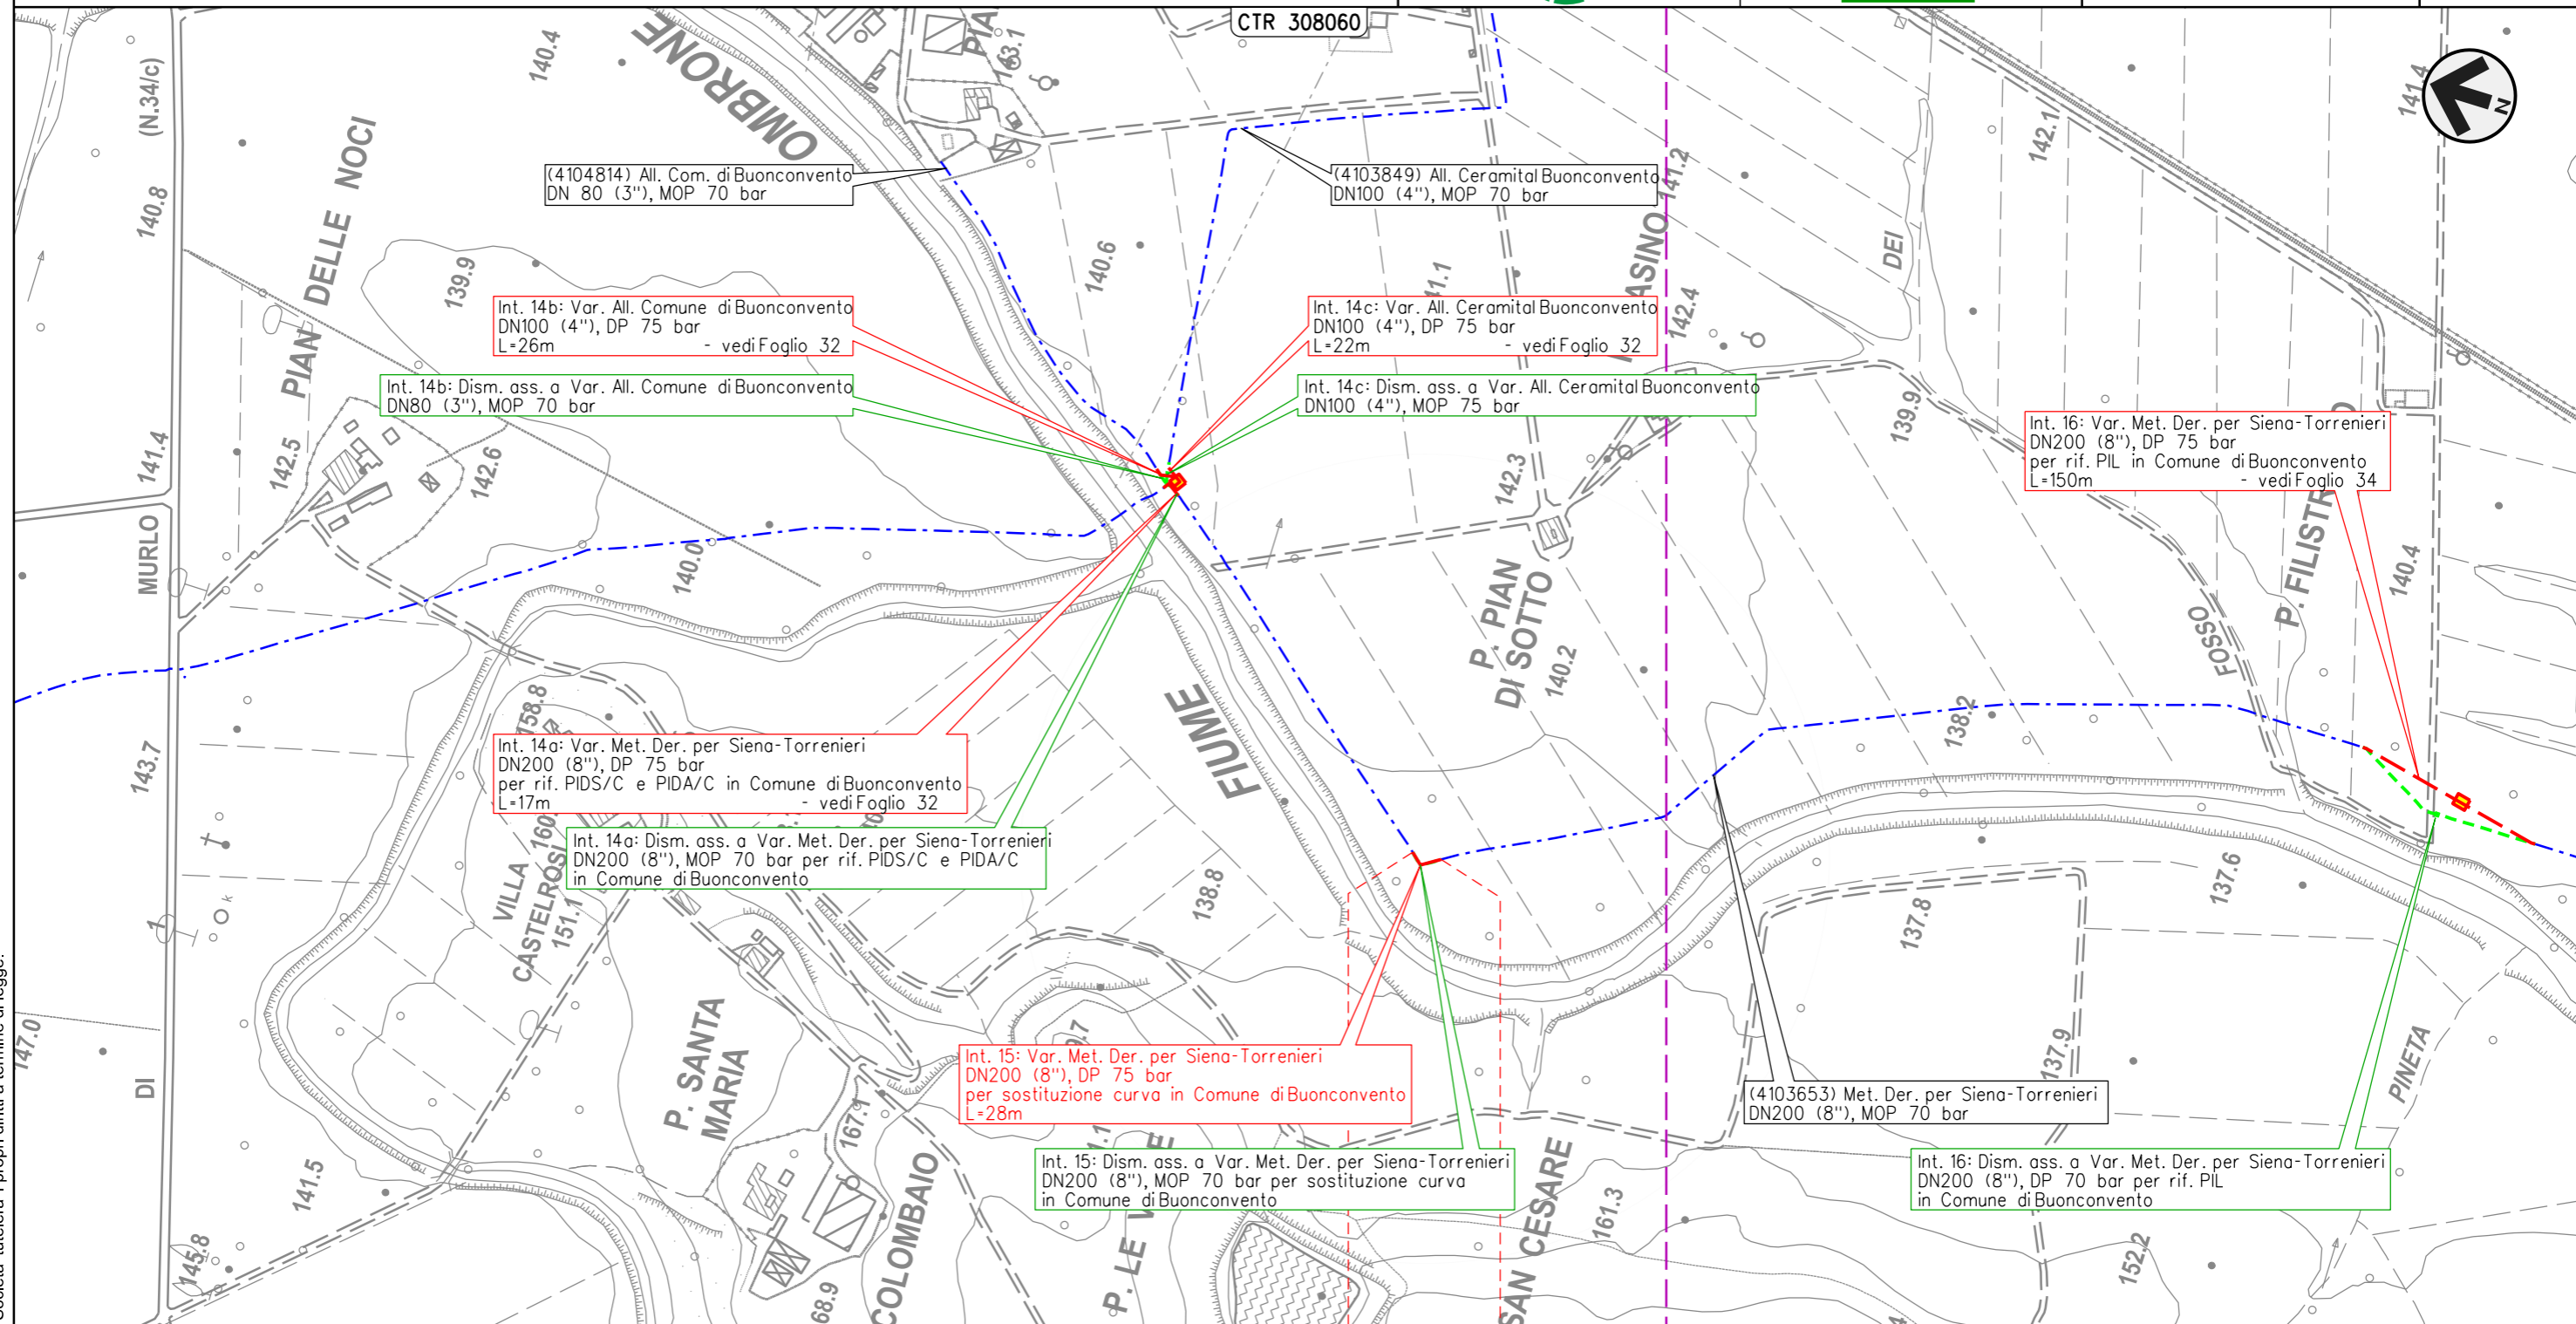 CTR 308060
N
(4104814) All. Com. di Buonconvento
DN 80 (3"), MOP 70 bar
(4103849) All. Ceramital Buonconvento
DN100 (4"), MOP 70 bar
Int. 14b: Var. All. Comune di Buonconvento
DN100 (4"), DP 75 bar
L=26m - vedi Foglio 32
Int. 14b: Dism. ass. a Var. All. Comune di Buonconvento
DN80 (3"), MOP 70 bar
Int. 14c: Var. All. Ceramital Buonconvento
DN100 (4"), DP 75 bar
L=22m - vedi Foglio 32
Int. 14c: Dism. ass. a Var. All. Ceramital Buonconvento
DN100 (4"), MOP 75 bar
Int. 16: Var. Met. Der. per Siena-Torrenieri
DN200 (8"), DP 75 bar
per rif. PIL in Comune di Buonconvento
L=150m - vedi Foglio 34
Int. 14a: Var. Met. Der. per Siena-Torrenieri
DN200 (8"), DP 75 bar
per rif. PIDS/C e PIDA/C in Comune di Buonconvento
L=17m - vedi Foglio 32
Int. 14a: Dism. ass. a Var. Met. Der. per Siena-Torrenieri
DN200 (8"), MOP 70 bar per rif. PIDS/C e PIDA/C
in Comune di Buonconvento
Int. 15: Var. Met. Der. per Siena-Torrenieri
DN200 (8"), DP 75 bar
per sostituzione curva in Comune di Buonconvento
L=28m
Int. 15: Dism. ass. a Var. Met. Der. per Siena-Torrenieri
DN200 (8"), MOP 70 bar per sostituzione curva
in Comune di Buonconvento
(4103653) Met. Der. per Siena-Torrenieri
DN200 (8"), MOP 70 bar
Int. 16: Dism. ass. a Var. Met. Der. per Siena-Torrenieri
DN200 (8"), DP 70 bar per rif. PIL
in Comune di Buonconvento
(N.34/c)
140.4
OMBRONE
PIAN DELLE NOCI
140.8
139.9
140.6
141.2
142.1
141.4
DEI
142.4
141.4
142.5
142.6
142.3
139.9
MURLO
140.0
P. PIAN
DI SOTTO
140.2
FOSSO
140.4
158.8
FIUME
138.2
143.7
VILLA
CASTELROSI
151.1
138.8
137.8
137.6
147.0
DI
P. SANTA
MARIA
167.1
137.9
PINETA
141.5
145.8
COLOMBAIO
68.9
P. LE
SAN CESARE
161.3
152.2